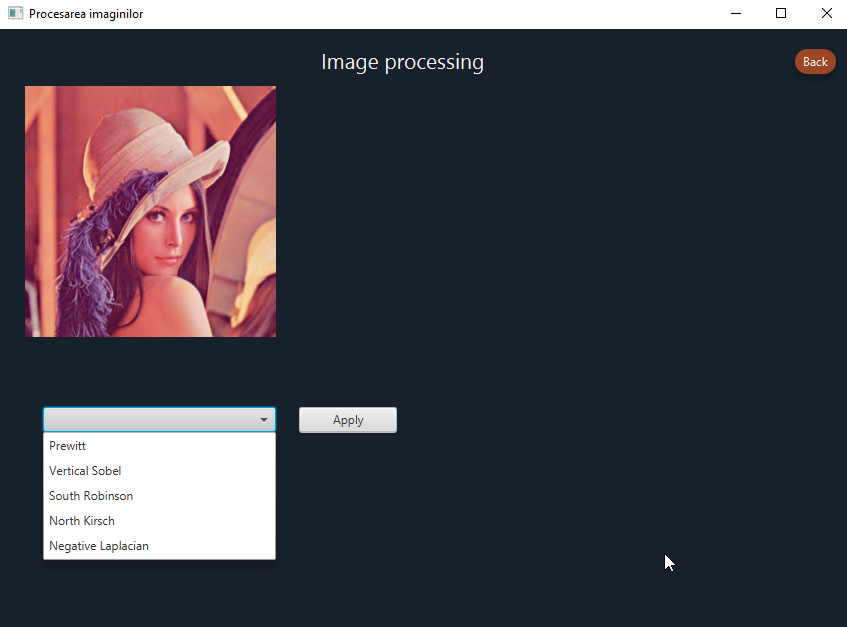 Procesarea imaginilor
Image processing
Back
Apply
Prewitt
Vertical Sobel
South Robinson
North Kirsch
Negative Laplacian